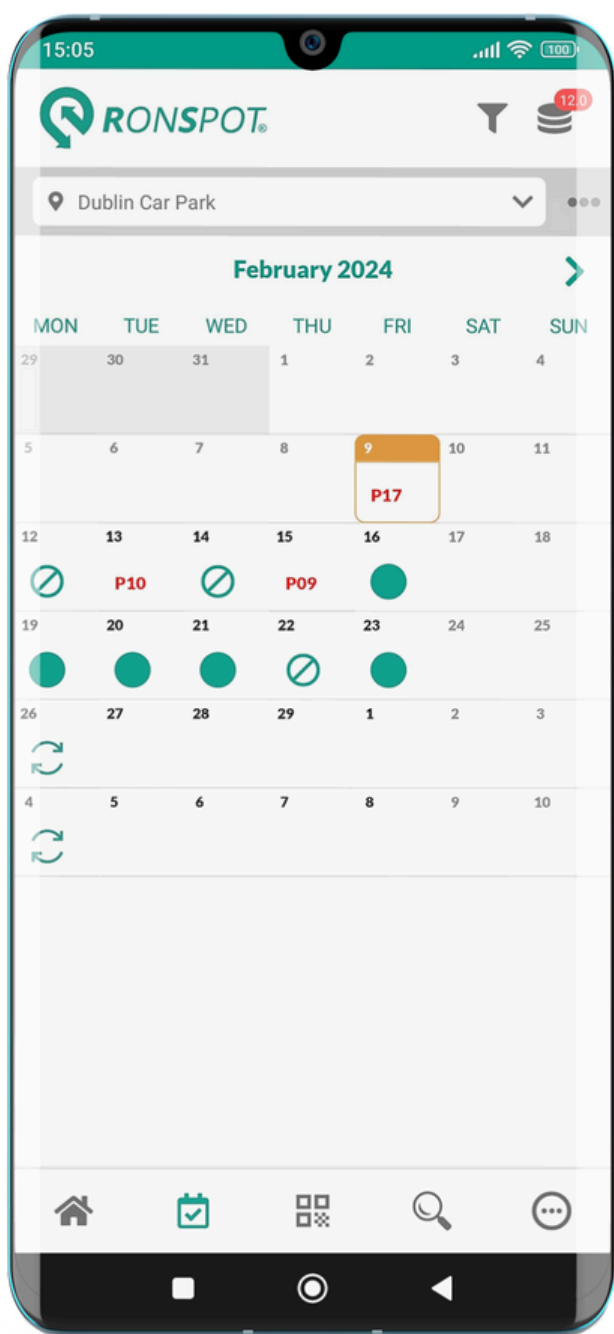 15:05 100
RONSPOT® 12.0
Dublin Car Park
February 2024
MON TUE WED THU FRI SAT SUN
29 30 31 1 2 3 4
5 6 7 8 9 10 11
P17
12 13 14 15 16 17 18
P10 P09
19 20 21 22 23 24 25
26 27 28 29 1 2 3
4 5 6 7 8 9 10